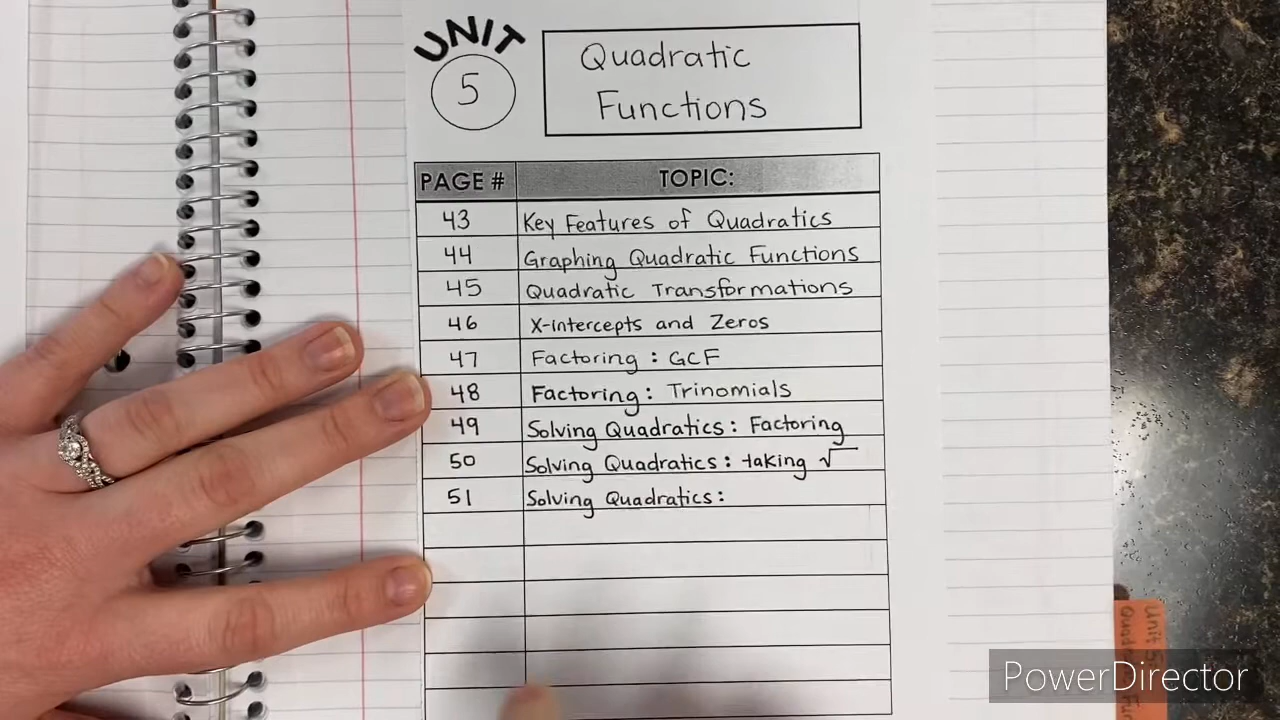 UNIT
5
Quadratic
Functions
PAGE # TOPIC:
43 Key Features of Quadratics
44 Graphing Quadratic Functions
45 Quadratic Transformations
46 X-intercepts and Zeros
47 Factoring : GCF
48 Factoring: Trinomials
49 Solving Quadratics: Factoring
50 Solving Quadratics: taking √
51 Solving Quadratics:
Unit 5
PowerDirector